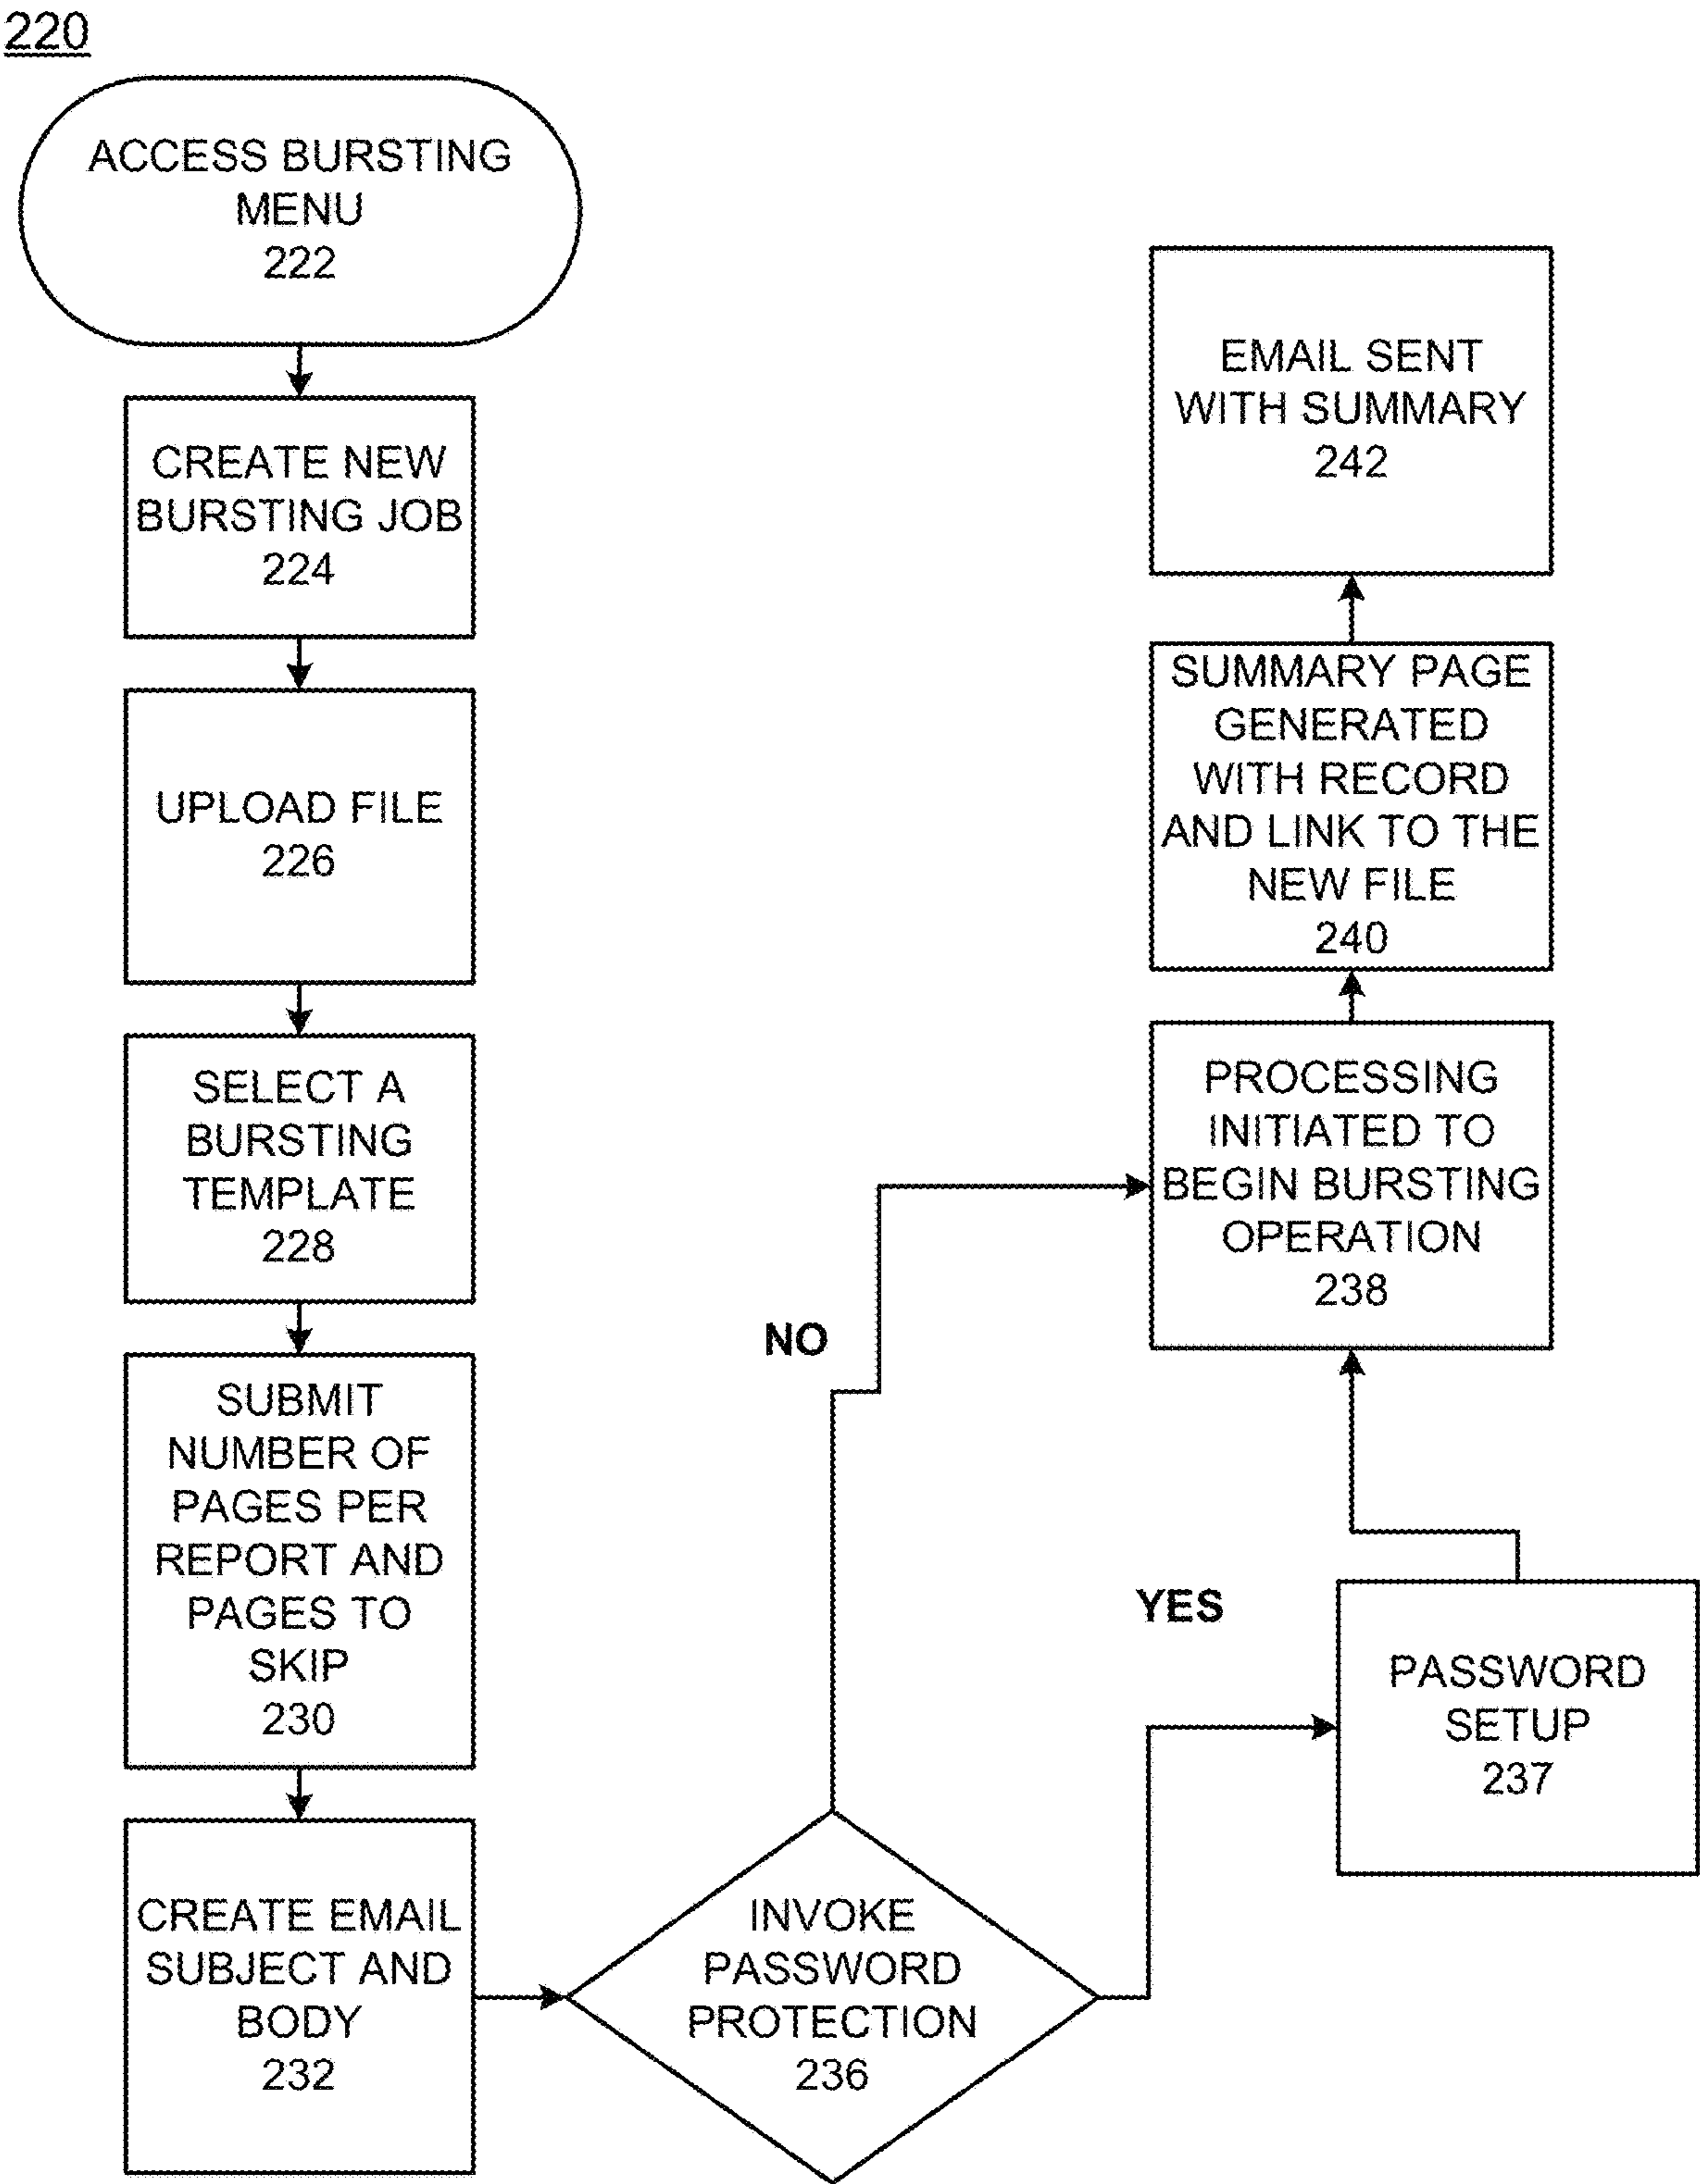 220
ACCESS BURSTING
MENU
222
CREATE NEW
BURSTING JOB
224
UPLOAD FILE
226
SELECT A
BURSTING
TEMPLATE
228
SUBMIT
NUMBER OF
PAGES PER
REPORT AND
PAGES TO
SKIP
230
CREATE EMAIL
SUBJECT AND
BODY
232
INVOKE
PASSWORD
PROTECTION
236
NO
YES
PASSWORD
SETUP
237
PROCESSING
INITIATED TO
BEGIN BURSTING
OPERATION
238
SUMMARY PAGE
GENERATED
WITH RECORD
AND LINK TO THE
NEW FILE
240
EMAIL SENT
WITH SUMMARY
242